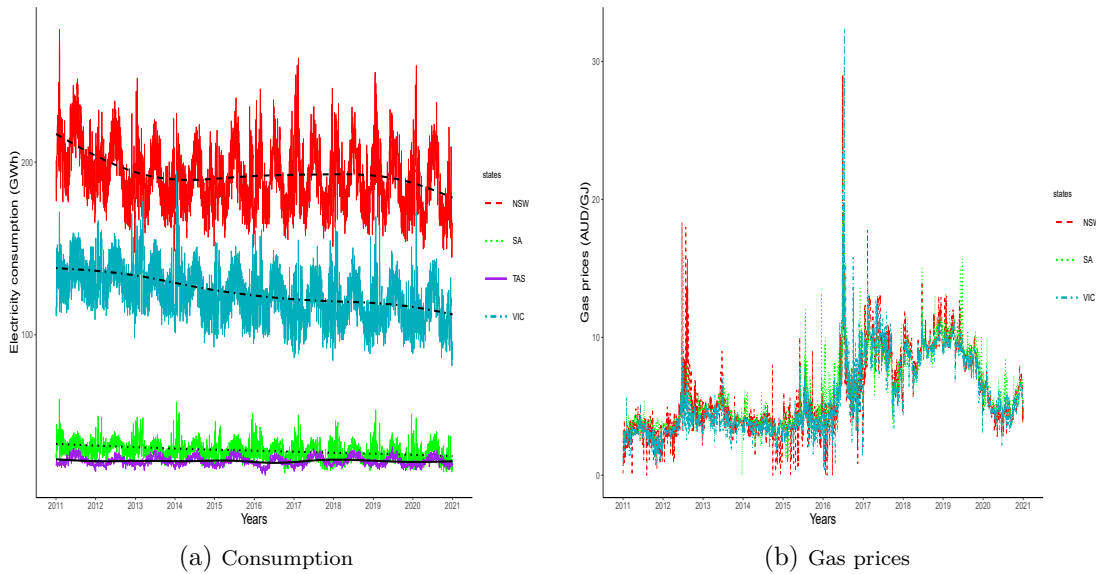 Electricity consumption (GWh)
200
100
2011 2012 2013 2014 2015 2016 2017 2018 2019 2020 2021
Years
states
NSW
SA
TAS
VIC
(a) Consumption
Gas prices (AUD/GJ)
30
20
10
0
2011 2012 2013 2014 2015 2016 2017 2018 2019 2020 2021
Years
states
NSW
SA
VIC
(b) Gas prices